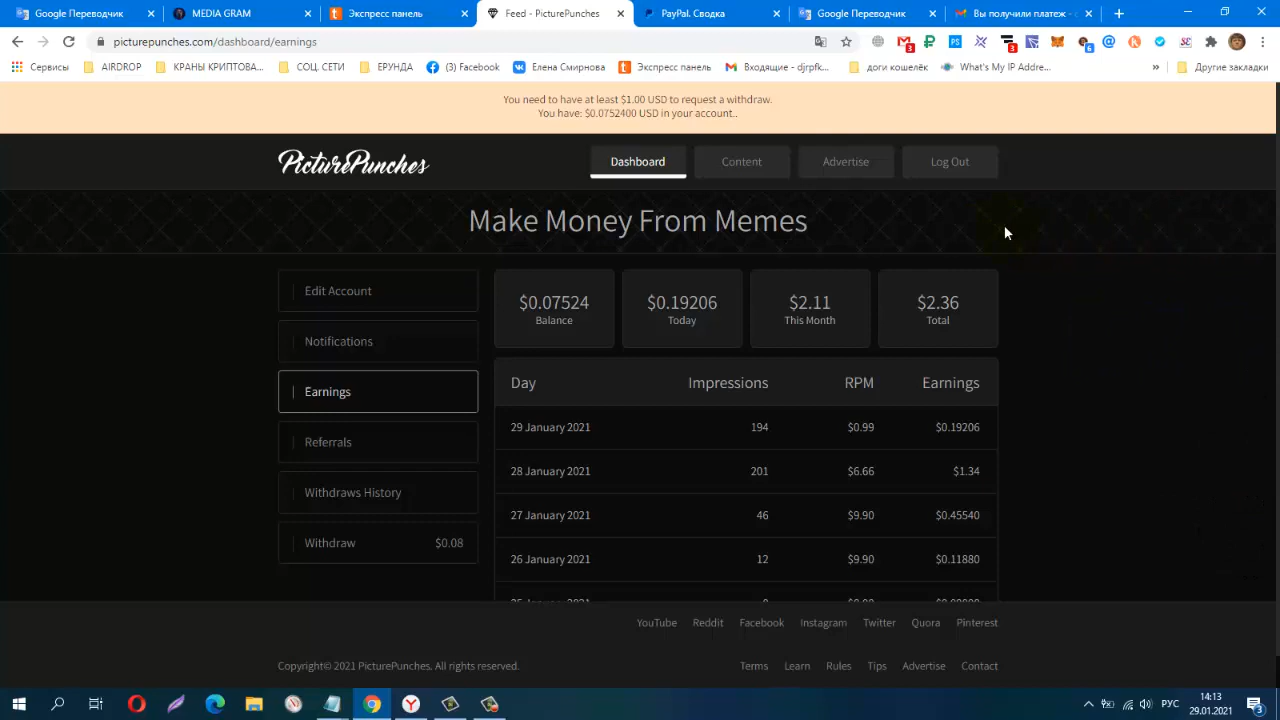 Google Переводчик
MEDIA GRAM
Экспресс панель
Feed - PicturePunches
PayPal. Сводка
Google Переводчик
Вы получили платеж -
picturepunches.com/dashboard/earnings
Сервисы
AIRDROP
КРАНЫ КРИПТОВА...
СОЦ. СЕТИ
ЕРУНДА
(3) Facebook
Елена Смирнова
Экспресс панель
Входящие - djrpfk...
доги кошелёк
What's My IP Addre...
»
Другие закладки
You need to have at least $1.00 USD to request a withdraw.
You have: $0.0752400 USD in your account..
PicturePunches
Dashboard
Content
Advertise
Log Out
Make Money From Memes
Edit Account
Notifications
Earnings
Referrals
Withdraws History
Withdraw $0.08
$0.07524
Balance
$0.19206
Today
$2.11
This Month
$2.36
Total
Day Impressions RPM Earnings
29 January 2021 194 $0.99 $0.19206
28 January 2021 201 $6.66 $1.34
27 January 2021 46 $9.90 $0.45540
26 January 2021 12 $9.90 $0.11880
YouTube Reddit Facebook Instagram Twitter Quora Pinterest
Copyright© 2021 PicturePunches. All rights reserved.
Terms Learn Rules Tips Advertise Contact
РУС
14:13
29.01.2021